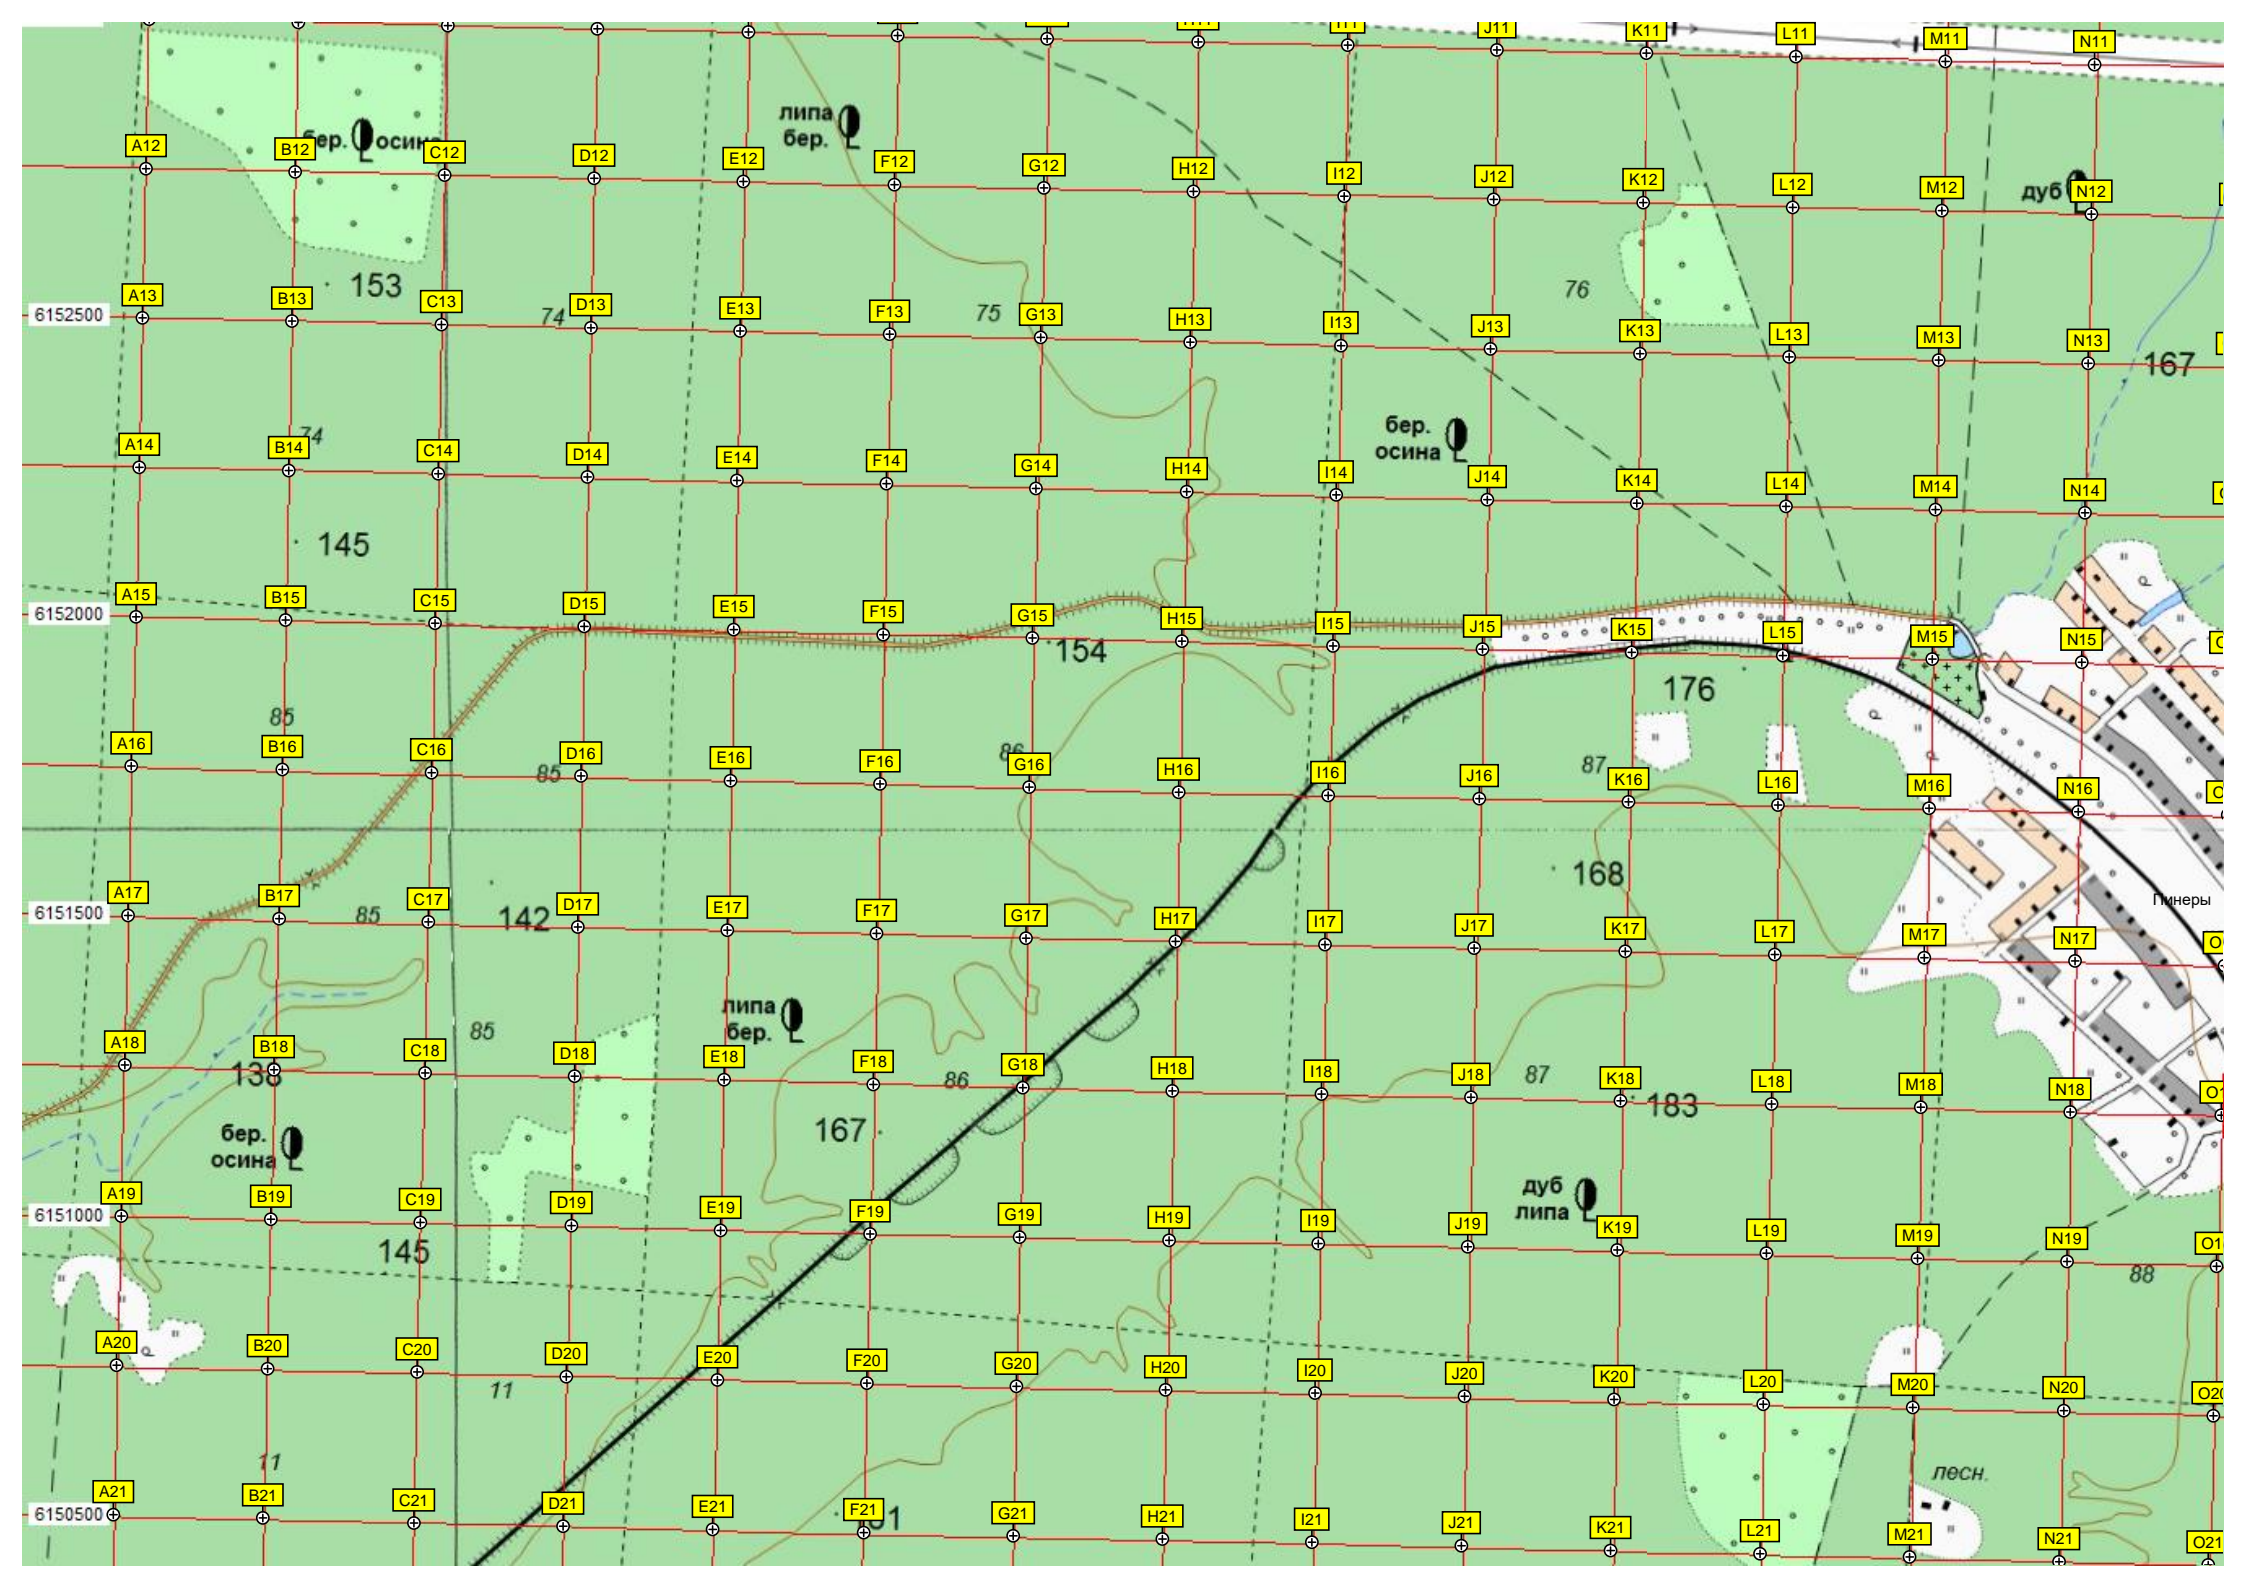 J11 K11 L11 M11 N11
липа
бер.
бер. осина
A12 B12 C12 D12 E12 F12 G12 H12 I12 J12 K12 L12 M12 N12
дуб
153
76
6152500 A13 B13 C13 74 D13 E13 F13 75 G13 H13 I13 J13 K13 L13 M13 N13
167
бер.
осина
74
A14 B14 C14 D14 E14 F14 G14 H14 I14 J14 K14 L14 M14 N14
145
6152000 A15 B15 C15 D15 E15 F15 G15 H15 I15 J15 K15 L15 M15 N15
154
176
85
86
87
A16 B16 C16 85 D16 E16 F16 G16 H16 I16 J16 K16 L16 M16 N16
168
Пинеры
6151500 A17 B17 85 C17 142 D17 E17 F17 G17 H17 I17 J17 K17 L17 M17 N17
липа
бер.
85
A18 B18 C18 D18 E18 F18 G18 H18 I18 J18 K18 L18 M18 N18
138
86
87
183
167
бер.
осина
дуб
липа
6151000 A19 B19 C19 D19 E19 F19 G19 H19 I19 J19 K19 L19 M19 N19
145
88
A20 B20 C20 D20 E20 F20 G20 H20 I20 J20 K20 L20 M20 N20 O20
11
11
лесн.
6150500 A21 B21 C21 D21 E21 F21 G21 H21 I21 J21 K21 L21 M21 N21 O21